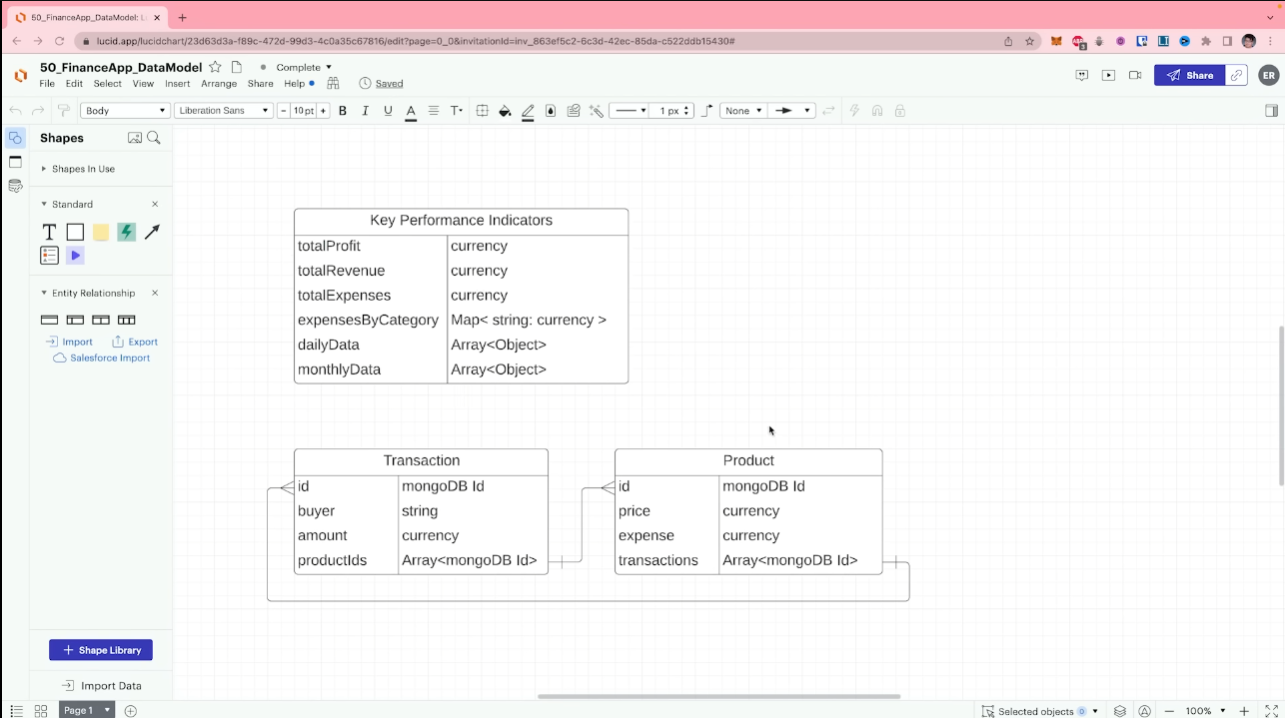 50_FinanceApp_DataModel: L
lucid.app/lucidchart/23d63d3a-f89c-472d-99d3-4c0a35c67816/edit?page=0_0&invitationId=inv_863ef5c2-6c3d-42ec-85da-c522ddb15430#
50_FinanceApp_DataModel
Complete
File Edit Select View Insert Arrange Share Help
Saved
Share
ER
Body
Liberation Sans
- 10 pt +
B I U A T
1 px
None
Shapes
Shapes In Use
Standard
T
Entity Relationship
Import
Export
Salesforce Import
Shape Library
Import Data
Key Performance Indicators
totalProfit currency
totalRevenue currency
totalExpenses currency
expensesByCategory Map< string: currency >
dailyData Array<Object>
monthlyData Array<Object>
Transaction
id mongoDB Id
buyer string
amount currency
productIds Array<mongoDB Id>
Product
id mongoDB Id
price currency
expense currency
transactions Array<mongoDB Id>
Page 1
Selected objects 0
100%